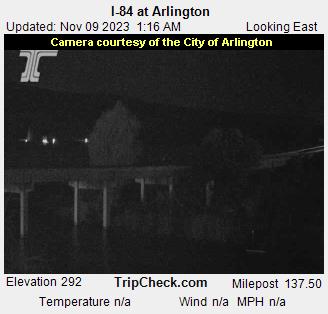 I-84 at Arlington
Updated: Nov 09 2023 1:16 AM Looking East
Camera courtesy of the City of Arlington
Elevation 292 TripCheck.com Milepost 137.50
Temperature n/a Wind n/a MPH n/a